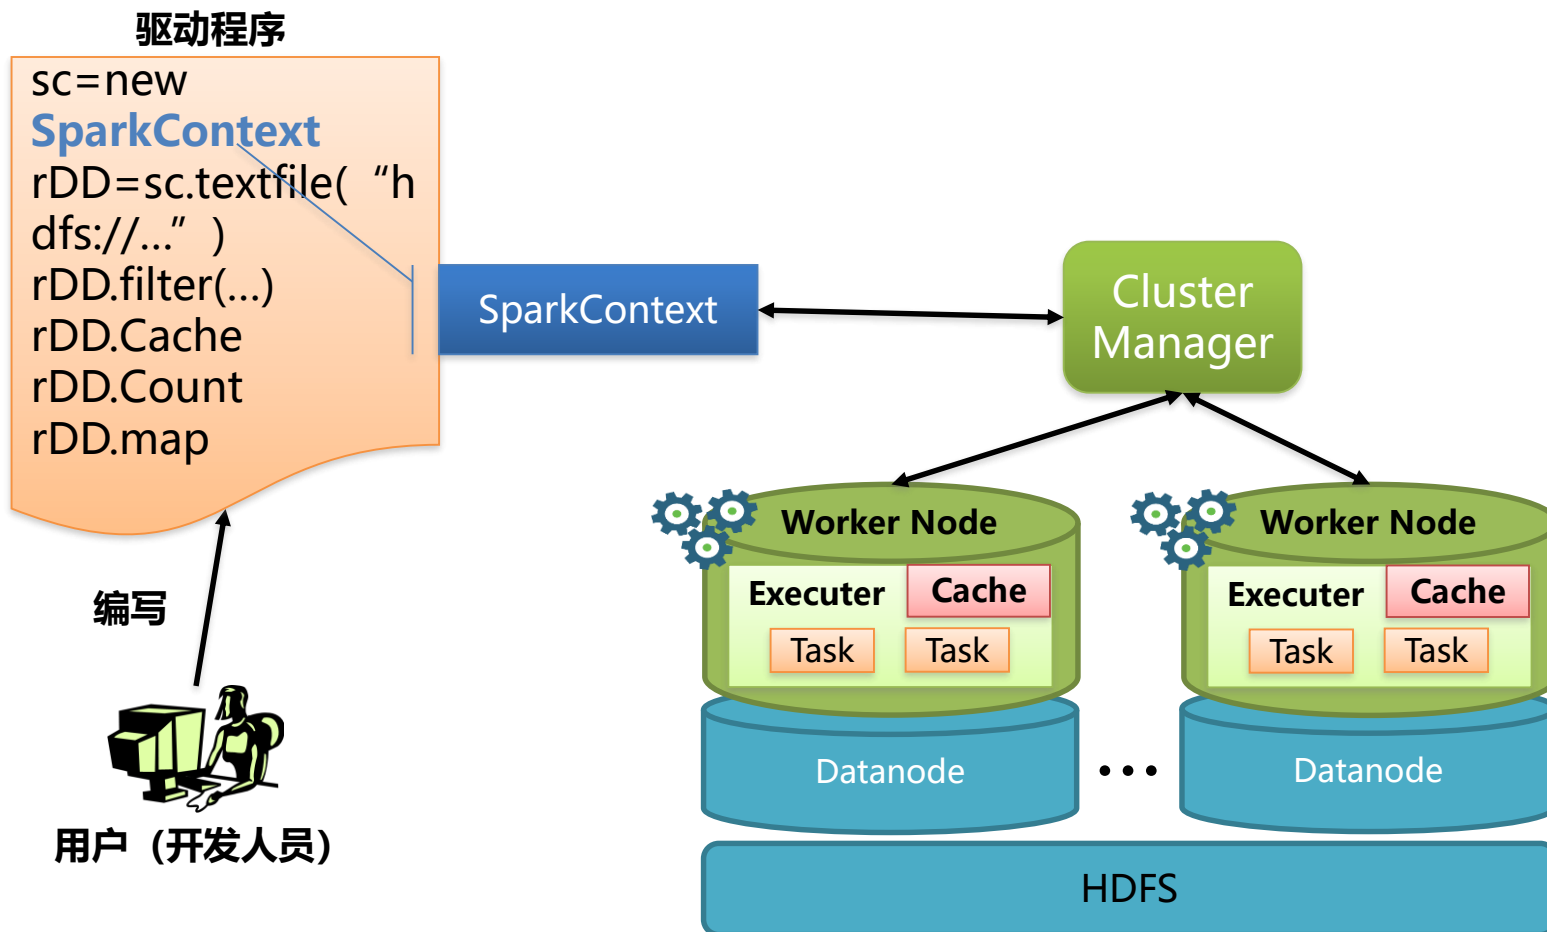 驱动程序
sc=new
SparkContext
rDD=sc.textfile(“h
dfs://…”)
rDD.filter(…)
rDD.Cache
rDD.Count
rDD.map
SparkContext
Cluster
Manager
编写
用户（开发人员）
Worker Node
Executer
Cache
Task
Task
Datanode
...
Worker Node
Executer
Cache
Task
Task
Datanode
HDFS